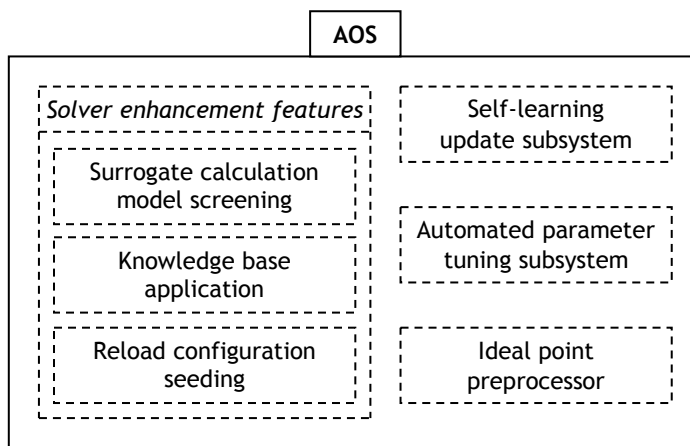 AOS
Solver enhancement features
Surrogate calculation
model screening
Knowledge base
application
Reload configuration
seeding
Self-learning
update subsystem
Automated parameter
tuning subsystem
Ideal point
preprocessor